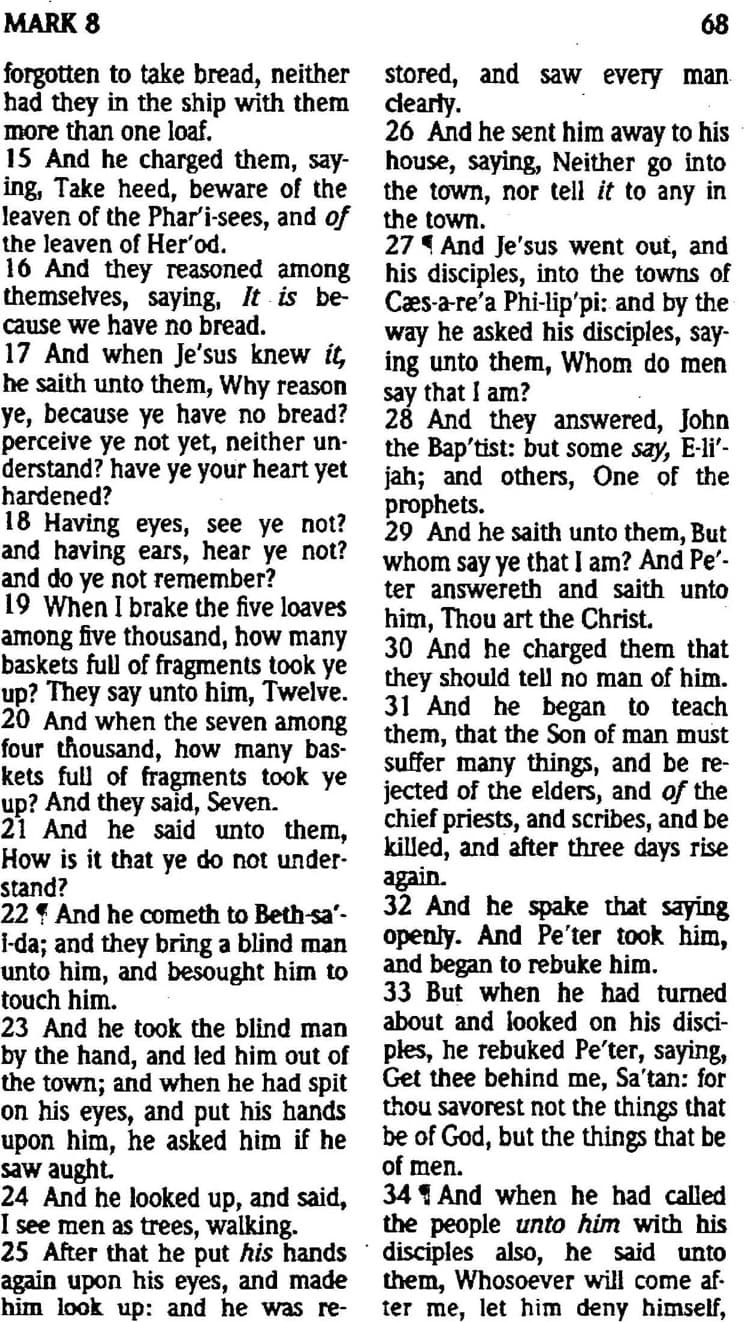 MARK 8
68
forgotten to take bread, neither
had they in the ship with them
more than one loaf.
15 And he charged them, say-
ing, Take heed, beware of the
leaven of the Phar′i-sees, and of
the leaven of Her′od.
16 And they reasoned among
themselves, saying, It is be-
cause we have no bread.
17 And when Je′sus knew it,
he saith unto them, Why reason
ye, because ye have no bread?
perceive ye not yet, neither un-
derstand? have ye your heart yet
hardened?
18 Having eyes, see ye not?
and having ears, hear ye not?
and do ye not remember?
19 When I brake the five loaves
among five thousand, how many
baskets full of fragments took ye
up? They say unto him, Twelve.
20 And when the seven among
four thousand, how many bas-
kets full of fragments took ye
up? And they said, Seven.
21 And he said unto them,
How is it that ye do not under-
stand?
22 ¶ And he cometh to Beth-sa′-
i-da; and they bring a blind man
unto him, and besought him to
touch him.
23 And he took the blind man
by the hand, and led him out of
the town; and when he had spit
on his eyes, and put his hands
upon him, he asked him if he
saw aught.
24 And he looked up, and said,
I see men as trees, walking.
25 After that he put his hands
again upon his eyes, and made
him look up: and he was re-
stored, and saw every man
clearly.
26 And he sent him away to his
house, saying, Neither go into
the town, nor tell it to any in
the town.
27 ¶ And Je′sus went out, and
his disciples, into the towns of
Cæs-a-re′a Phi-lip′pi: and by the
way he asked his disciples, say-
ing unto them, Whom do men
say that I am?
28 And they answered, John
the Bap′tist: but some say, E-li′-
jah; and others, One of the
prophets.
29 And he saith unto them, But
whom say ye that I am? And Pe′-
ter answereth and saith unto
him, Thou art the Christ.
30 And he charged them that
they should tell no man of him.
31 And he began to teach
them, that the Son of man must
suffer many things, and be re-
jected of the elders, and of the
chief priests, and scribes, and be
killed, and after three days rise
again.
32 And he spake that saying
openly. And Pe′ter took him,
and began to rebuke him.
33 But when he had turned
about and looked on his disci-
ples, he rebuked Pe′ter, saying,
Get thee behind me, Sa′tan: for
thou savorest not the things that
be of God, but the things that be
of men.
34 ¶ And when he had called
the people unto him with his
disciples also, he said unto
them, Whosoever will come af-
ter me, let him deny himself,